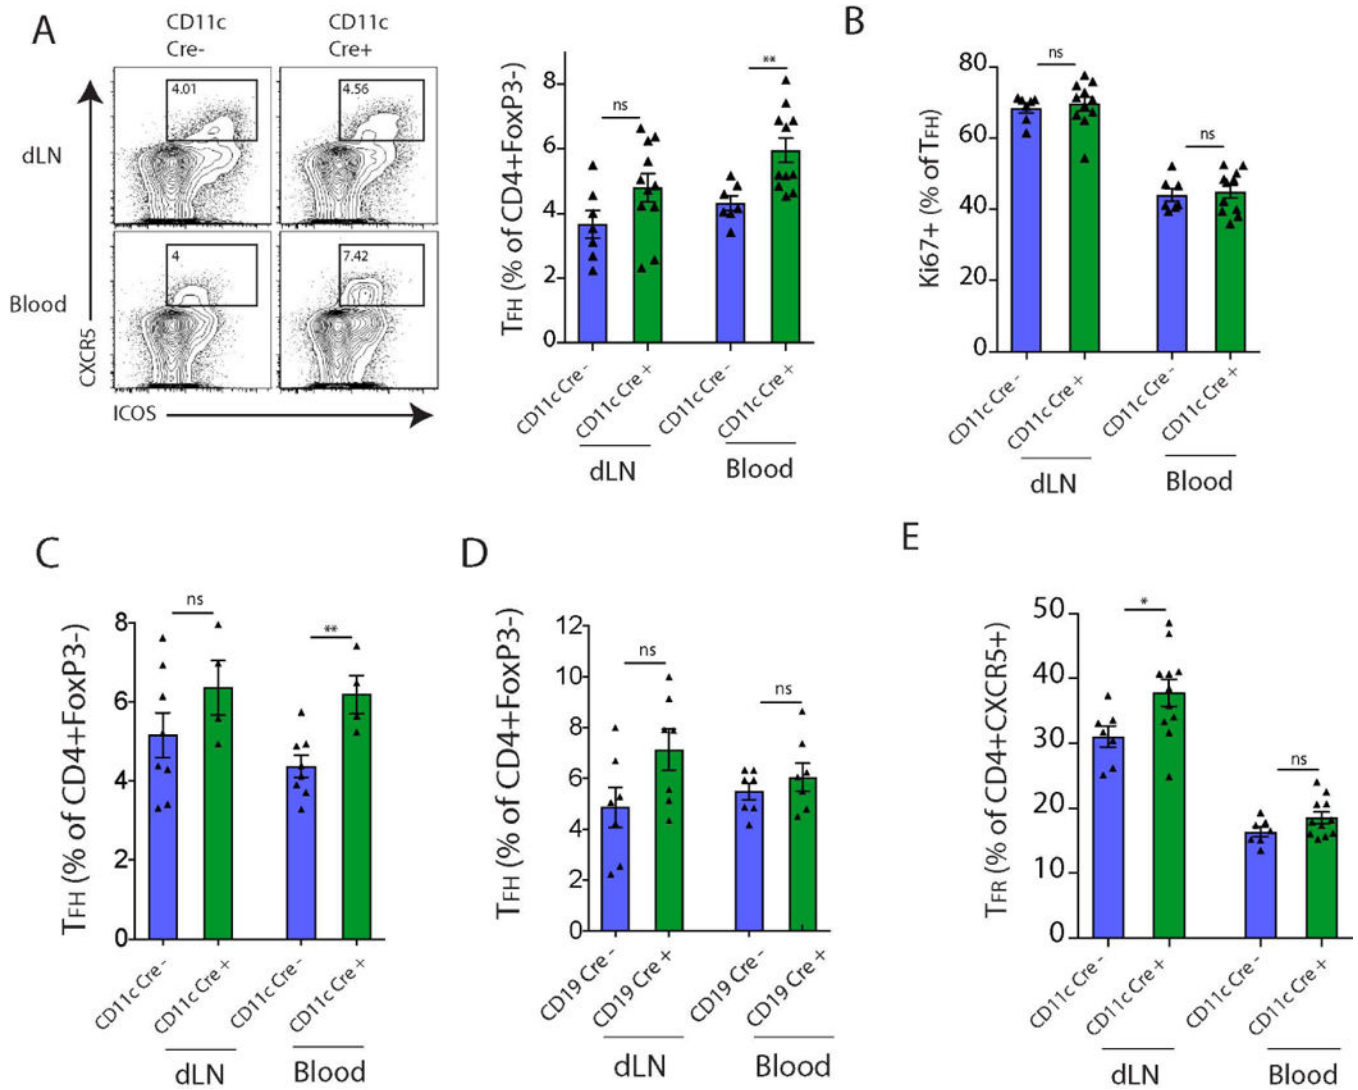 A
CD11c
Cre-
CD11c
Cre+
4.01
4.56
dLN
4
7.42
Blood
CXCR5
ICOS
TFH (% of CD4+FoxP3-)
8
6
4
2
0
ns
**
CD11c Cre -
CD11c Cre +
CD11c Cre -
CD11c Cre +
dLN
Blood
B
Ki67+ (% of TFH)
80
60
40
20
0
ns
ns
CD11c Cre -
CD11c Cre +
CD11c Cre -
CD11c Cre +
dLN
Blood
C
TFH (% of CD4+FoxP3-)
8
6
4
2
0
ns
**
CD11c Cre -
CD11c Cre +
CD11c Cre -
CD11c Cre +
dLN
Blood
D
TFH (% of CD4+FoxP3-)
12
10
8
6
4
2
0
ns
ns
CD19 Cre -
CD19 Cre +
CD19 Cre -
CD19 Cre +
dLN
Blood
E
TFR (% of CD4+CXCR5+)
50
40
30
20
10
0
*
ns
CD11c Cre -
CD11c Cre +
CD11c Cre -
CD11c Cre +
dLN
Blood